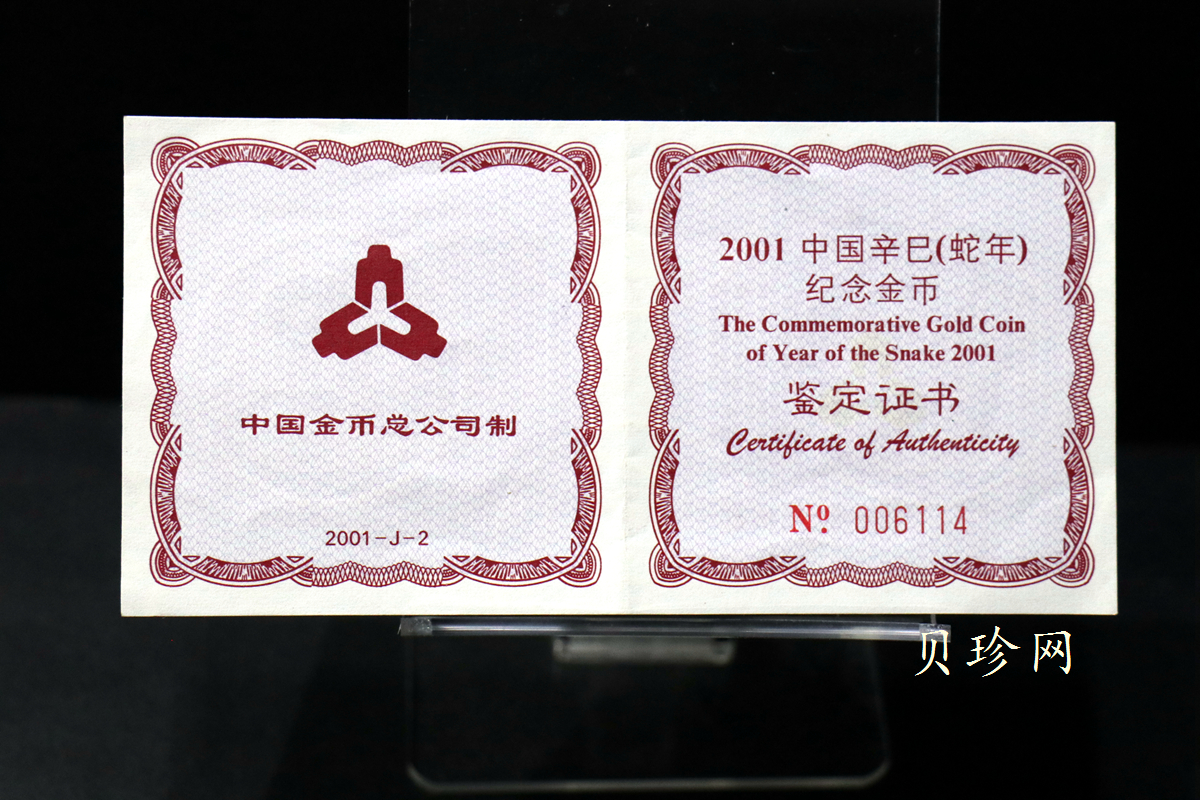 中国金币总公司制
2001-J-2
2001 中国辛巳(蛇年)
纪念金币
The Commemorative Gold Coin
of Year of the Snake 2001
鉴定证书
Certificate of Authenticity
Nº 006114
贝珍网